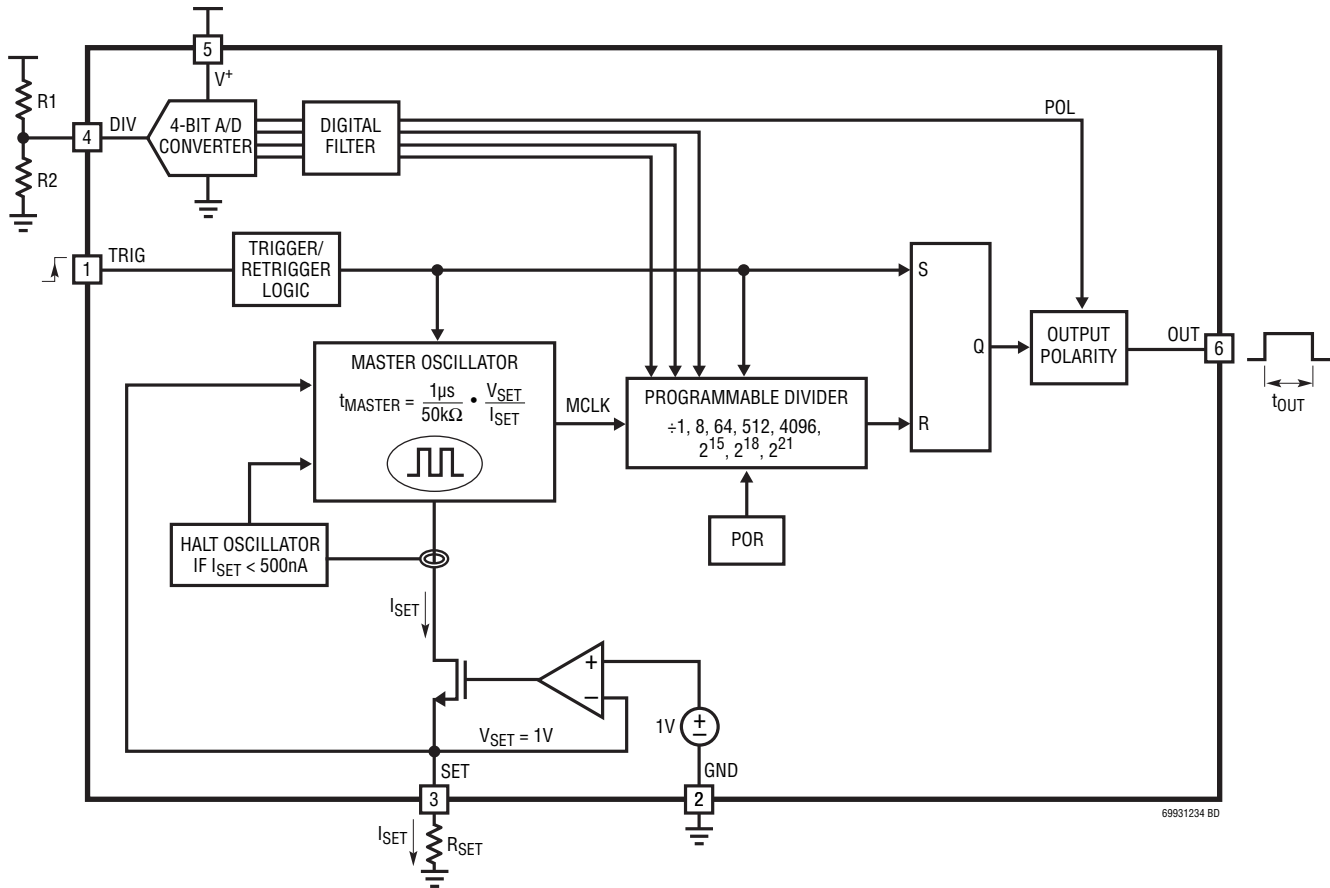 5
V+
R1
4
DIV
4-BIT A/D
CONVERTER
DIGITAL
FILTER
POL
R2
1
TRIG
TRIGGER/
RETRIGGER
LOGIC
S
Q
R
OUTPUT
POLARITY
OUT
6
tOUT
MASTER OSCILLATOR
tMASTER = 1µs/50kΩ • VSET/ISET
MCLK
PROGRAMMABLE DIVIDER
÷1, 8, 64, 512, 4096,
2^15, 2^18, 2^21
POR
HALT OSCILLATOR
IF ISET < 500nA
ISET
+
–
1V
+
–
VSET = 1V
SET
GND
3
2
ISET
RSET
69931234 BD